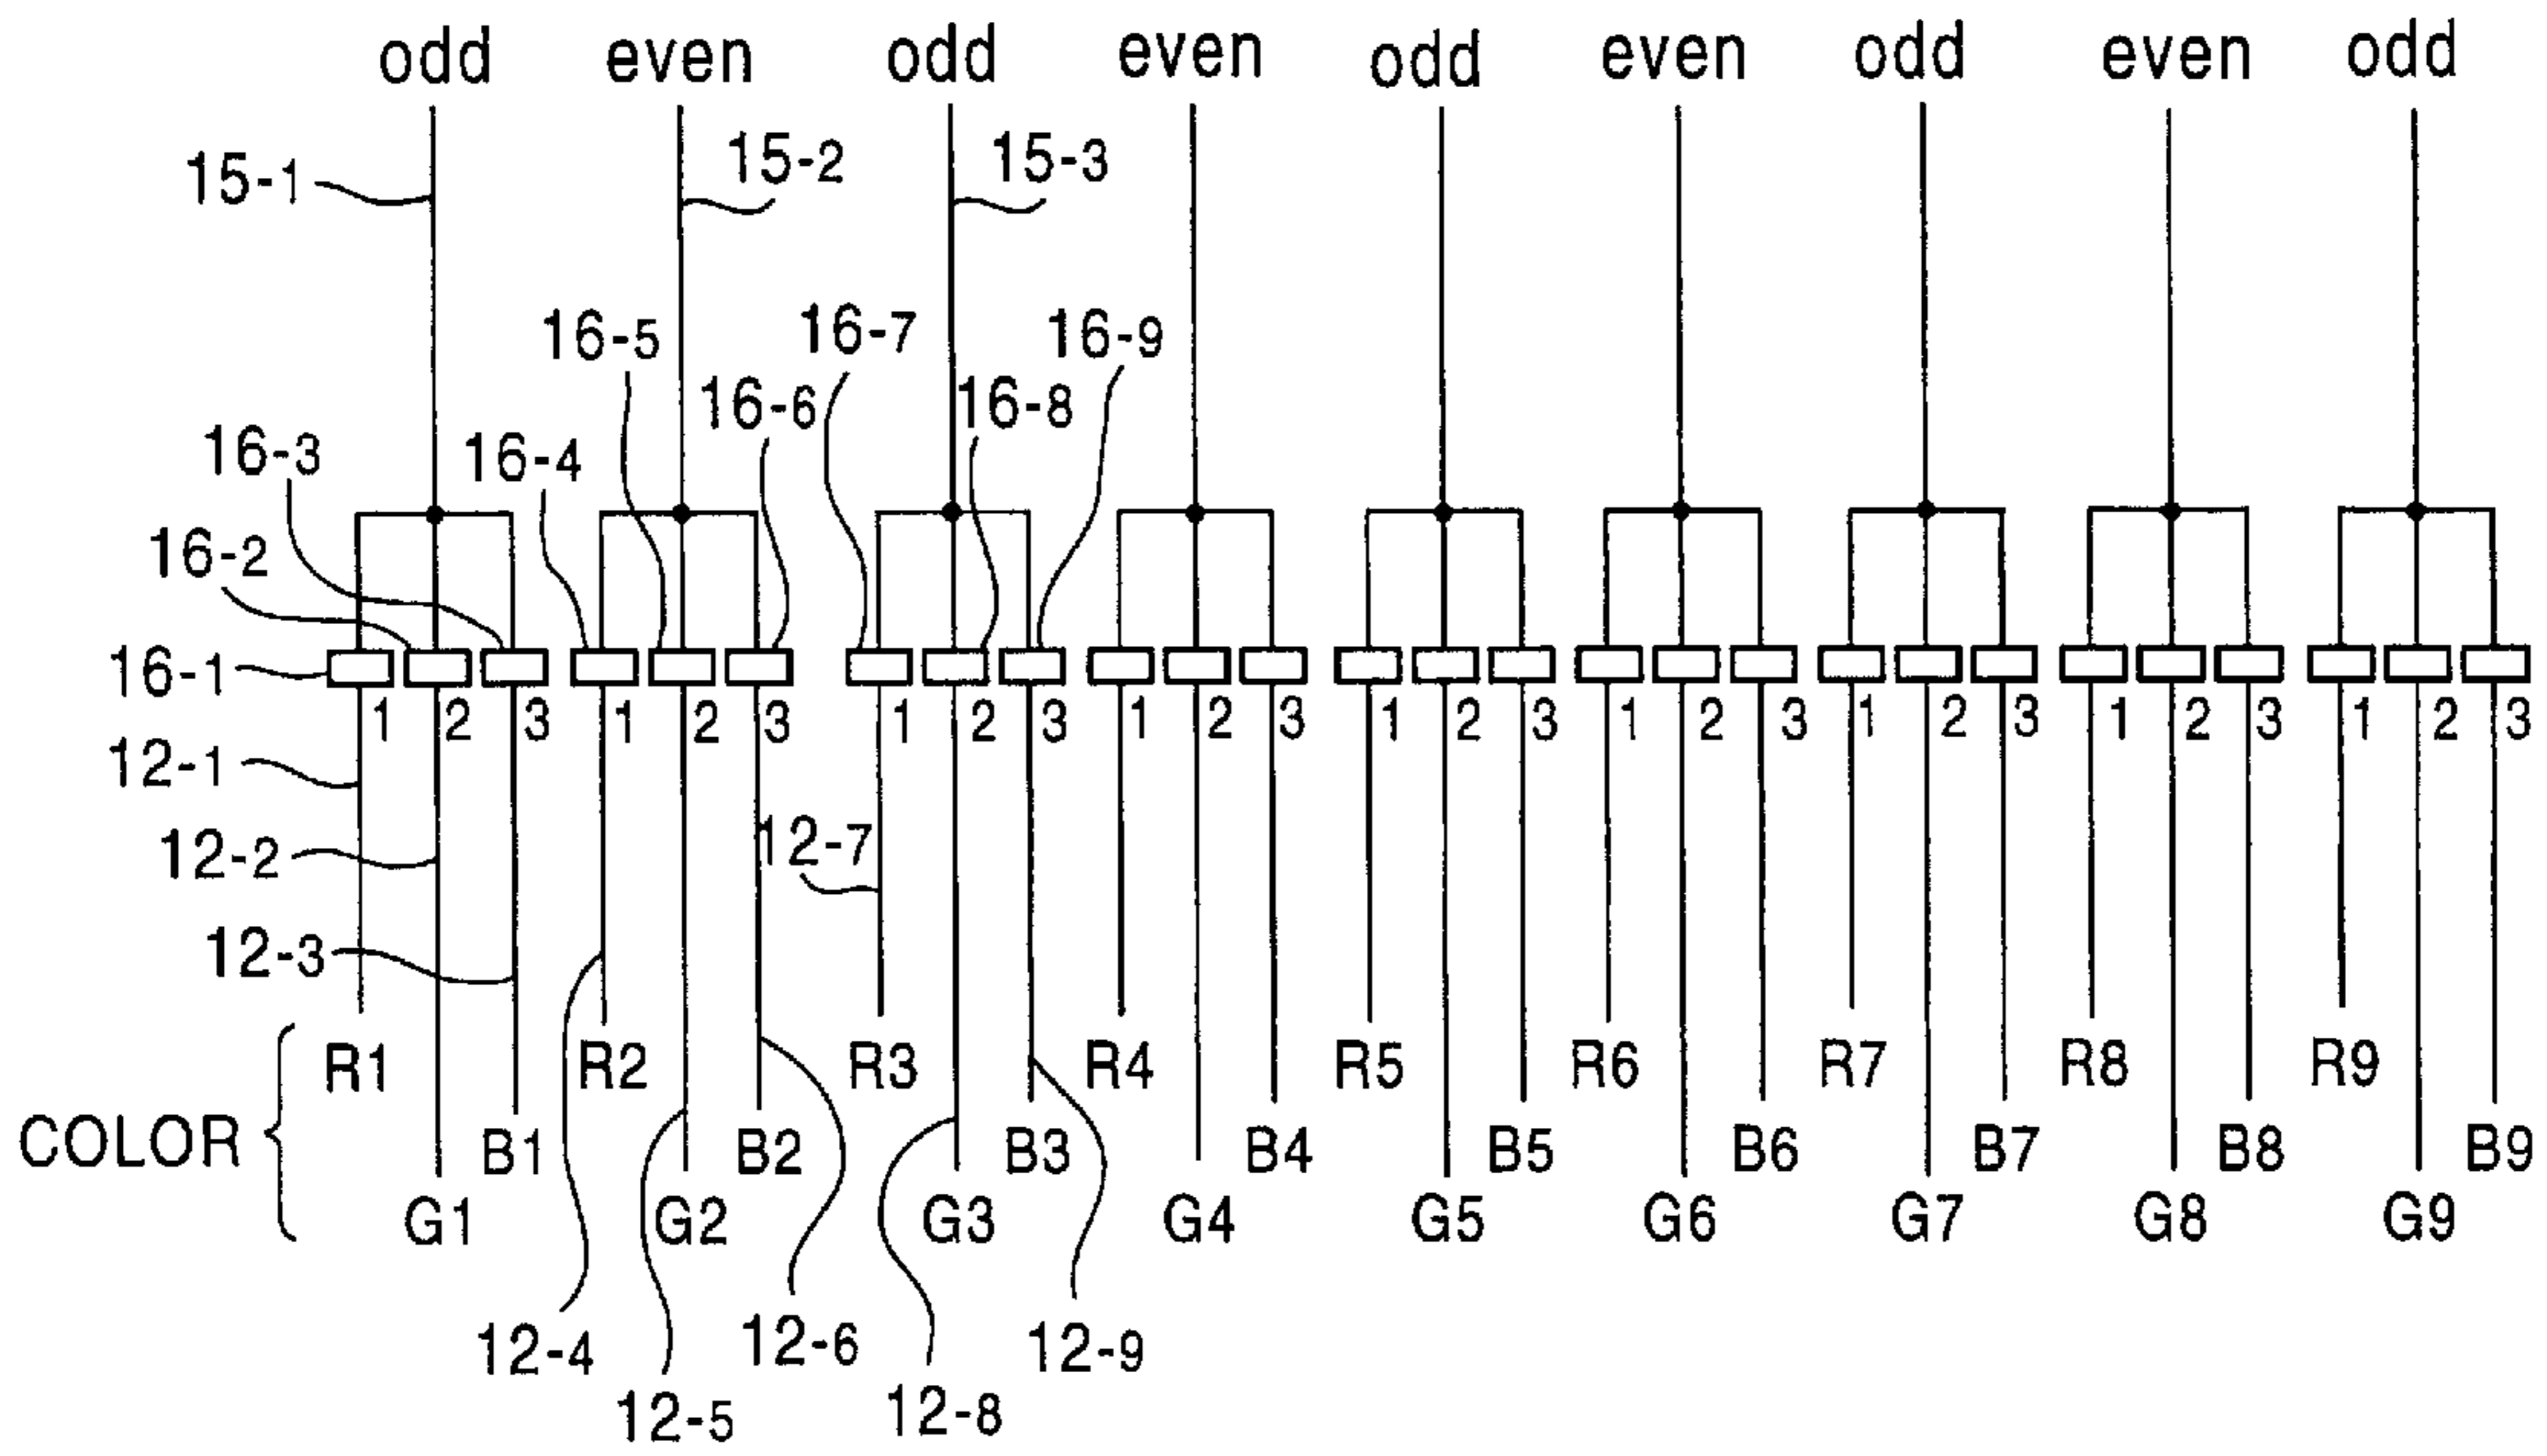 odd even odd even odd even odd even odd
15-1 15-2 15-3
16-5 16-7 16-9
16-3 16-4 16-6 16-8
16-2
16-1
1 2 3 1 2 3 1 2 3 1 2 3 1 2 3 1 2 3 1 2 3 1 2 3 1 2 3
12-1
12-2 12-7
12-3
R1 R2 R3 R4 R5 R6 R7 R8 R9
COLOR B1 B2 B3 B4 B5 B6 B7 B8 B9
G1 G2 G3 G4 G5 G6 G7 G8 G9
12-4 12-6 12-9
12-5 12-8